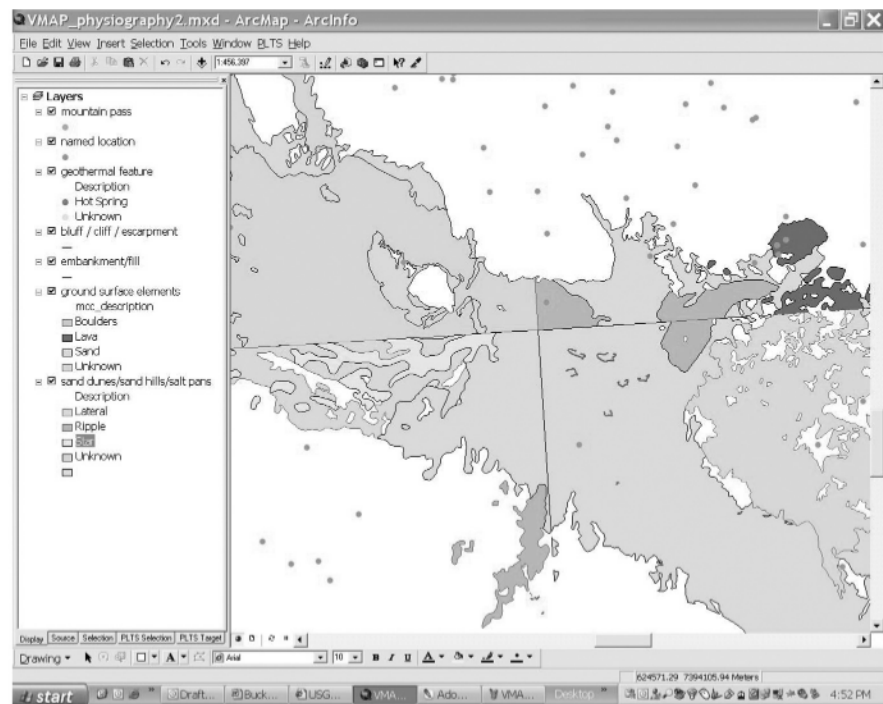 VMAP_physiography2.mxd - ArcMap - ArcInfo
File Edit View Insert Selection Tools Window PLTS Help
1:456,397
Layers
mountain pass
named location
geothermal feature
Description
Hot Spring
Unknown
bluff / cliff / escarpment
embankment/fill
ground surface elements
mcc_description
Boulders
Lava
Sand
Unknown
sand dunes/sand hills/salt pans
Description
Lateral
Ripple
Star
Unknown
Display Source Selection PLTS Selection PLTS Target
Drawing A Arial 10 B I U A
624571.29 7394105.94 Meters
start Draft... Buck... USG... VMA... Ado... VMA... Desktop 4:52 PM